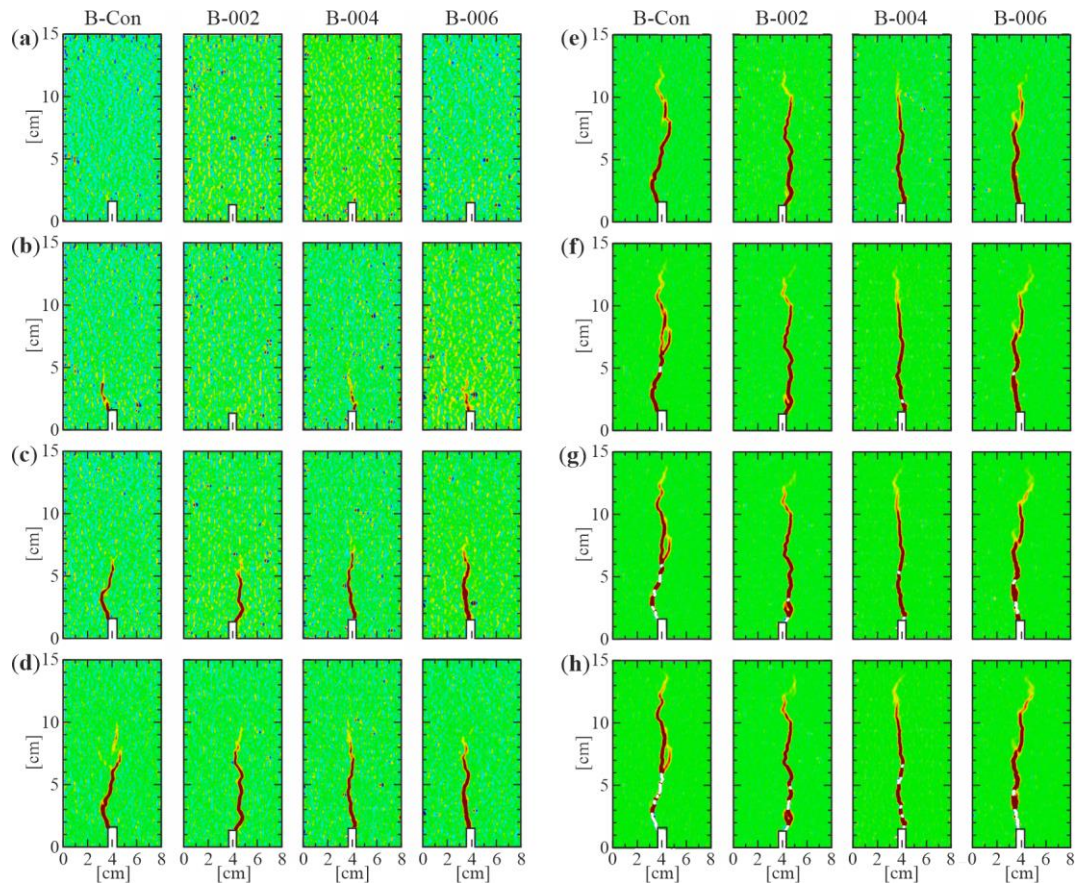 B-Con B-002 B-004 B-006 B-Con B-002 B-004 B-006
(a) 15 10 5 0 [cm]
(e) 15 10 5 0 [cm]
(b) 15 10 5 0 [cm]
(f) 15 10 5 0 [cm]
(c) 15 10 5 0 [cm]
(g) 15 10 5 0 [cm]
(d) 15 10 5 0 [cm]
(h) 15 10 5 0 [cm]
0 2 4 6 8 0 2 4 6 8 0 2 4 6 8 0 2 4 6 8 0 2 4 6 8 0 2 4 6 8 0 2 4 6 8 0 2 4 6 8
[cm] [cm] [cm] [cm] [cm] [cm] [cm] [cm]